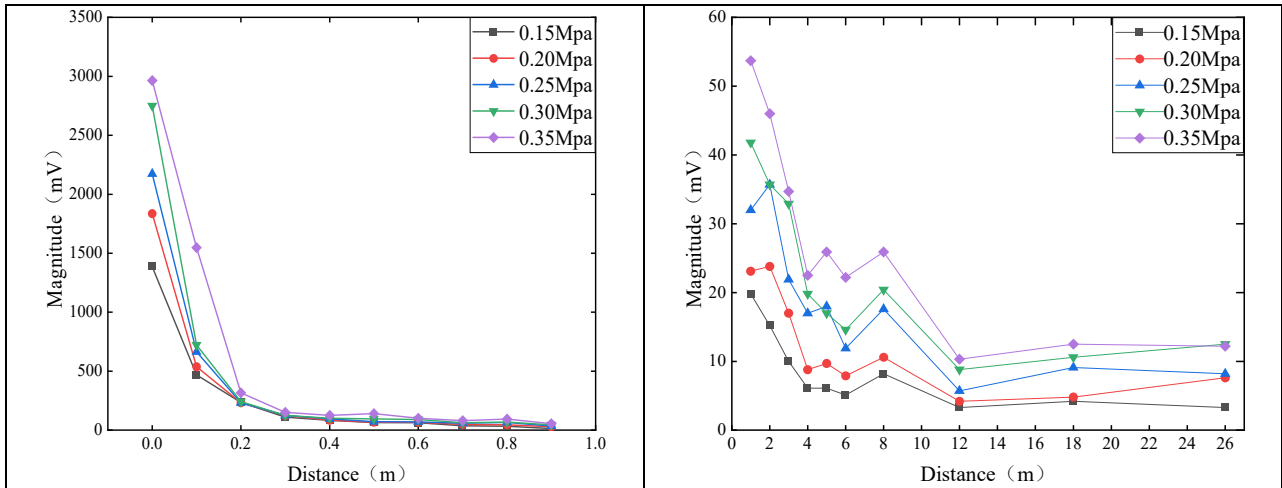 3500
3000
2500
2000
1500
1000
500
0
Magnitude（mV）
0.15Mpa
0.20Mpa
0.25Mpa
0.30Mpa
0.35Mpa
0.0 0.2 0.4 0.6 0.8 1.0
Distance（m）
60
50
40
30
20
10
0
Magnitude（mV）
0.15Mpa
0.20Mpa
0.25Mpa
0.30Mpa
0.35Mpa
0 2 4 6 8 10 12 14 16 18 20 22 24 26
Distance（m）